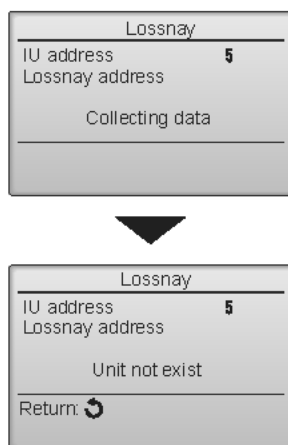 Lossnay
IU address 5
Lossnay address
Collecting data
Lossnay
IU address 5
Lossnay address
Unit not exist
Return: